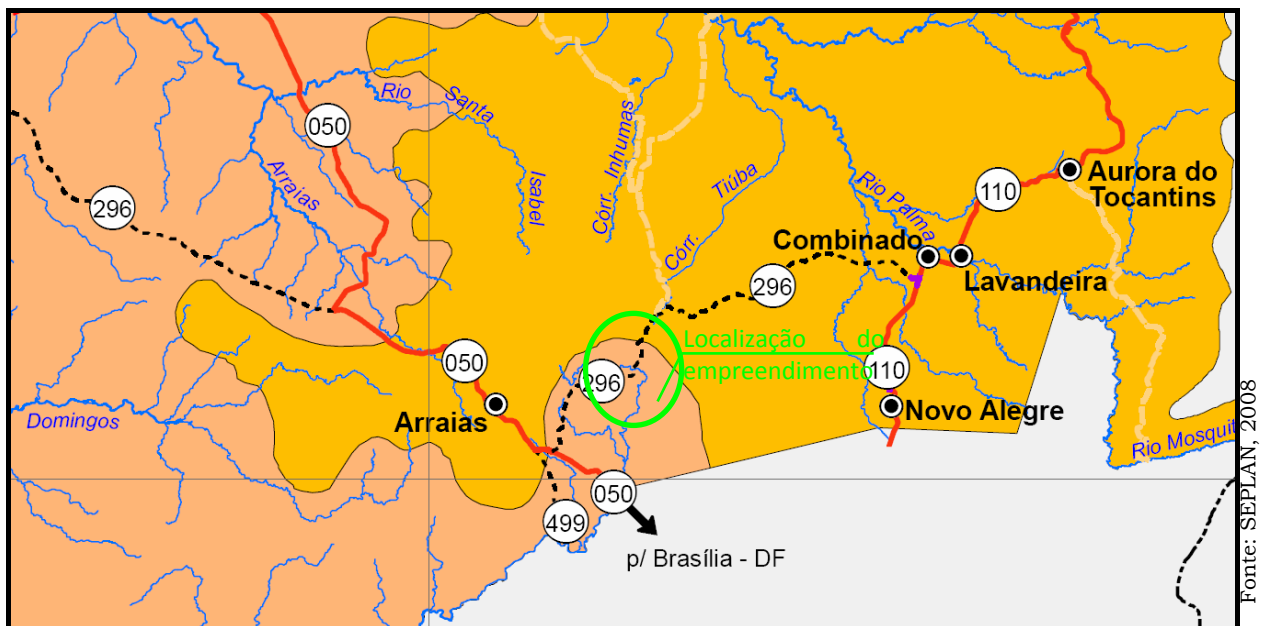 Rio
Santa
Isabel
050
Arraias
296
Córr. Inhumas
Córr.
Tiúba
Rio Palma
110
Aurora do
Tocantins
Combinado
Lavandeira
296
Localização do
empreendimento
050
296
110
Arraias
Novo Alegre
Domingos
Rio Mosquit
050
499
p/ Brasília - DF
Fonte: SEPLAN, 2008